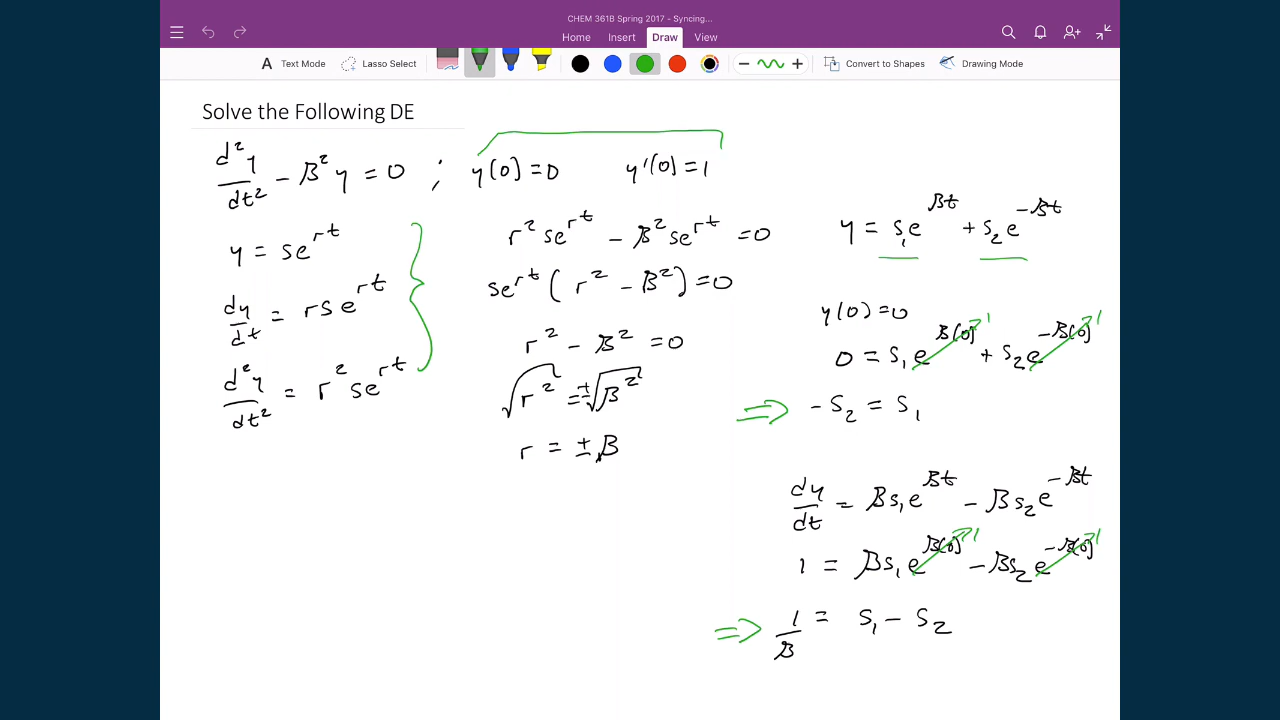 CHEM 361B Spring 2017 - Syncing...
Home Insert Draw View
A Text Mode Lasso Select Convert to Shapes Drawing Mode
Solve the Following DE
d²y/dt² - β²y = 0 ; y(0) = 0 y'(0) = 1
y = se^{rt}
dy/dt = rse^{rt}
d²y/dt² = r²se^{rt}
r²se^{rt} - β²se^{rt} = 0
se^{rt}(r² - β²) = 0
r² - β² = 0
√r² = ±√β²
r = ±β
y = s₁e^{βt} + s₂e^{-βt}
y(0) = 0
0 = s₁e^{β(0)} 1 + s₂e^{-β(0)} 1
⇒ -s₂ = s₁
dy/dt = βs₁e^{βt} - βs₂e^{-βt}
1 = βs₁e^{β(0)} 1 - βs₂e^{-β(0)} 1
⇒ 1/β = s₁ - s₂